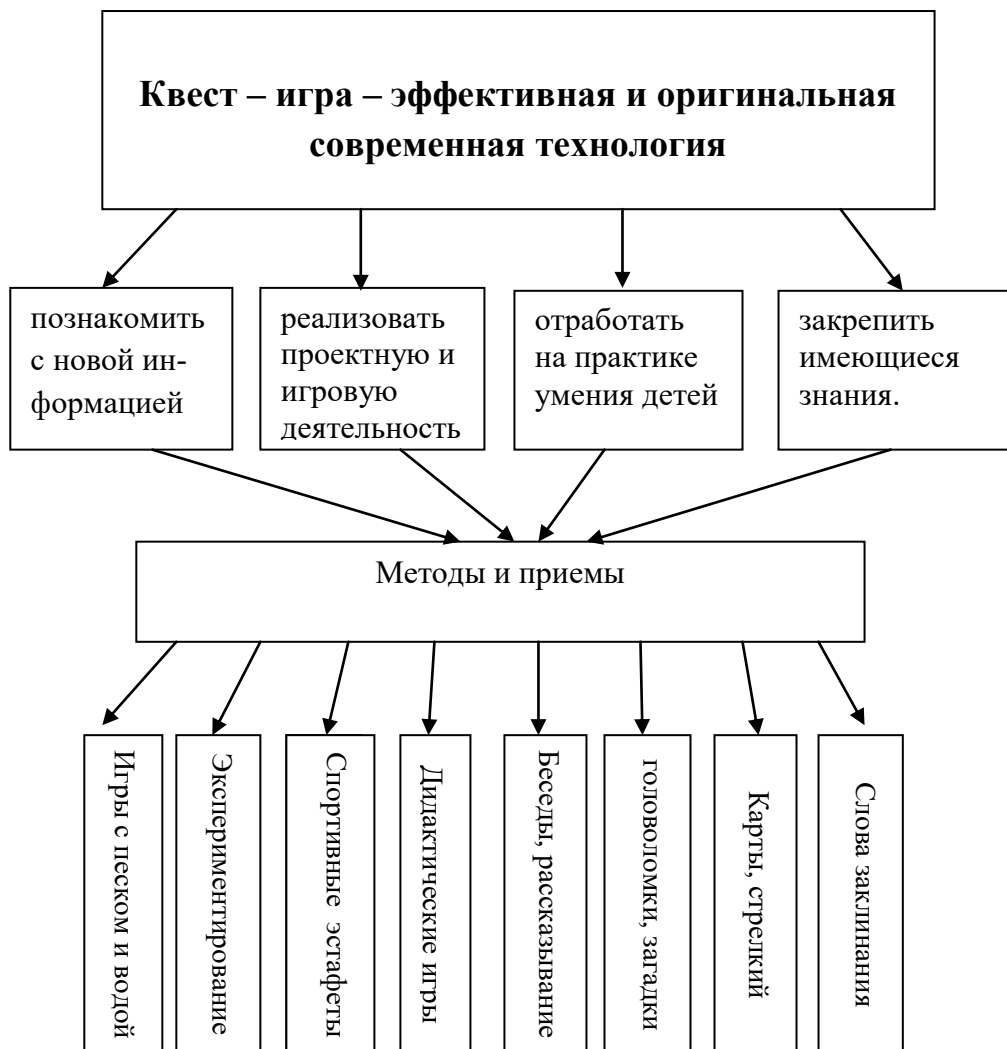 Квест – игра – эффективная и оригинальная
современная технология
познакомить
с новой ин-
формацией
реализовать
проектную и
игровую
деятельность
отработать
на практике
умения детей
закрепить
имеющиеся
знания.
Методы и приемы
Игры с песком и водой
Экспериментирование
Спортивные эстафеты
Дидактические игры
Беседы, рассказывание
головоломки, загадки
Карты, стрелкий
Слова заклинания